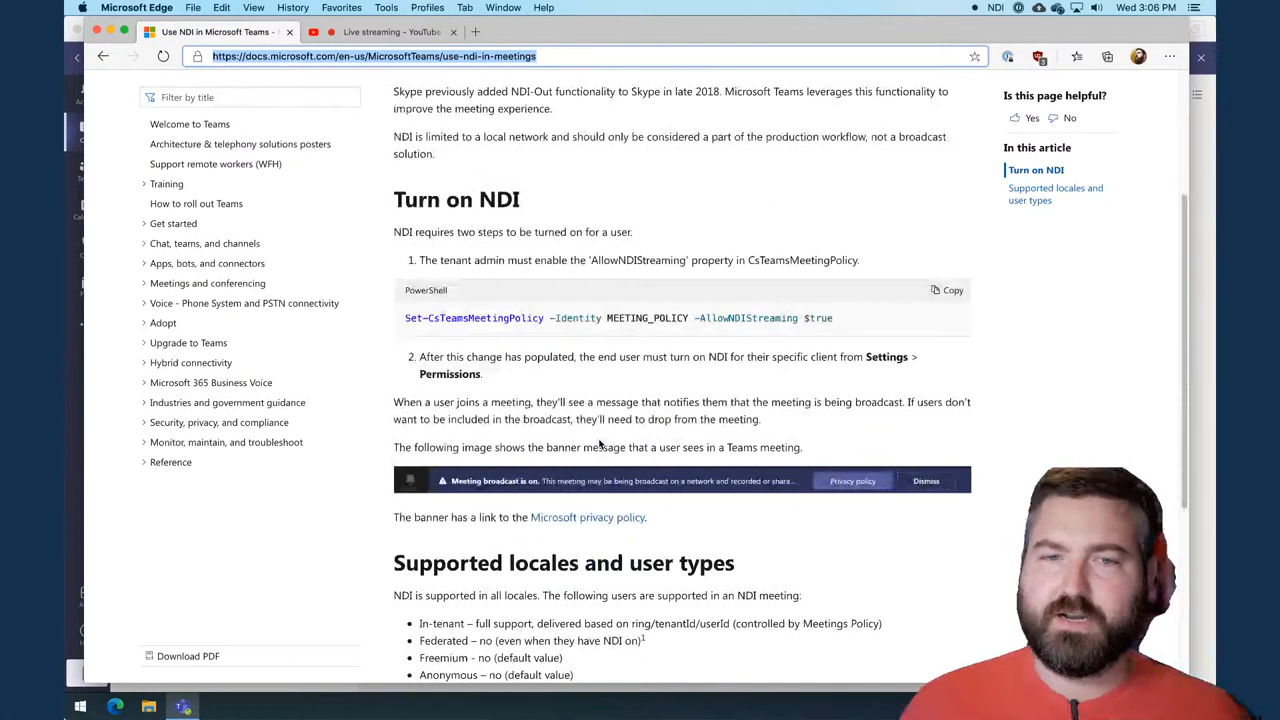 Microsoft Edge File Edit View History Favorites Tools Profiles Tab Window Help NDI Wed 3:06 PM
Use NDI in Microsoft Teams - Live streaming - YouTube
https://docs.microsoft.com/en-us/MicrosoftTeams/use-ndi-in-meetings
Filter by title
Welcome to Teams
Architecture & telephony solutions posters
Support remote workers (WFH)
Training
How to roll out Teams
Get started
Chat, teams, and channels
Apps, bots, and connectors
Meetings and conferencing
Voice - Phone System and PSTN connectivity
Adopt
Upgrade to Teams
Hybrid connectivity
Microsoft 365 Business Voice
Industries and government guidance
Security, privacy, and compliance
Monitor, maintain, and troubleshoot
Reference
Download PDF
Skype previously added NDI-Out functionality to Skype in late 2018. Microsoft Teams leverages this functionality to
improve the meeting experience.
NDI is limited to a local network and should only be considered a part of the production workflow, not a broadcast
solution.
Turn on NDI
NDI requires two steps to be turned on for a user.
1. The tenant admin must enable the 'AllowNDIStreaming' property in CsTeamsMeetingPolicy.
PowerShell Copy
Set-CsTeamsMeetingPolicy -Identity MEETING_POLICY -AllowNDIStreaming $true
2. After this change has populated, the end user must turn on NDI for their specific client from Settings >
Permissions.
When a user joins a meeting, they'll see a message that notifies them that the meeting is being broadcast. If users don't
want to be included in the broadcast, they'll need to drop from the meeting.
The following image shows the banner message that a user sees in a Teams meeting.
Meeting broadcast is on. This meeting may be being broadcast on a network and recorded or share... Privacy policy Dismiss
The banner has a link to the Microsoft privacy policy.
Supported locales and user types
NDI is supported in all locales. The following users are supported in an NDI meeting:
• In-tenant – full support, delivered based on ring/tenantId/userId (controlled by Meetings Policy)
• Federated – no (even when they have NDI on)1
• Freemium - no (default value)
• Anonymous – no (default value)
Is this page helpful?
Yes No
In this article
Turn on NDI
Supported locales and
user types